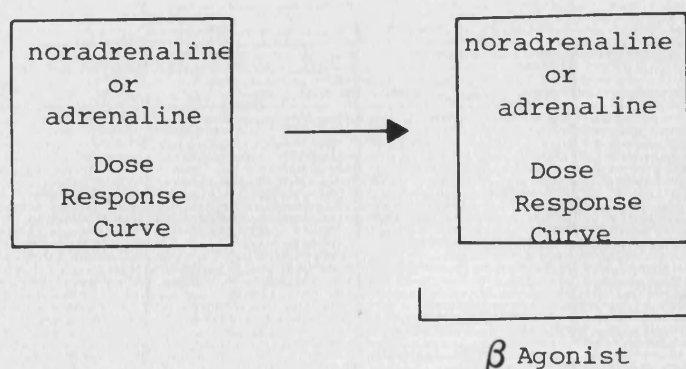 noradrenaline
or
adrenaline
Dose
Response
Curve
noradrenaline
or
adrenaline
Dose
Response
Curve
β Agonist